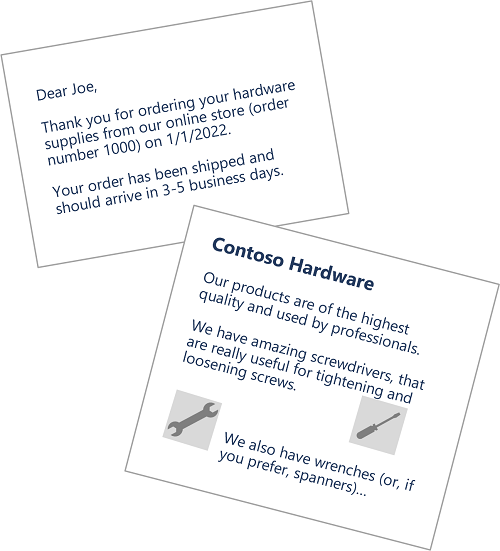 Dear Joe,
Thank you for ordering your hardware
supplies from our online store (order
number 1000) on 1/1/2022.
Your order has been shipped and
should arrive in 3-5 business days.
Contoso Hardware
Our products are of the highest
quality and used by professionals.
We have amazing screwdrivers, that
are really useful for tightening and
loosening screws.
We also have wrenches (or, if
you prefer, spanners)...